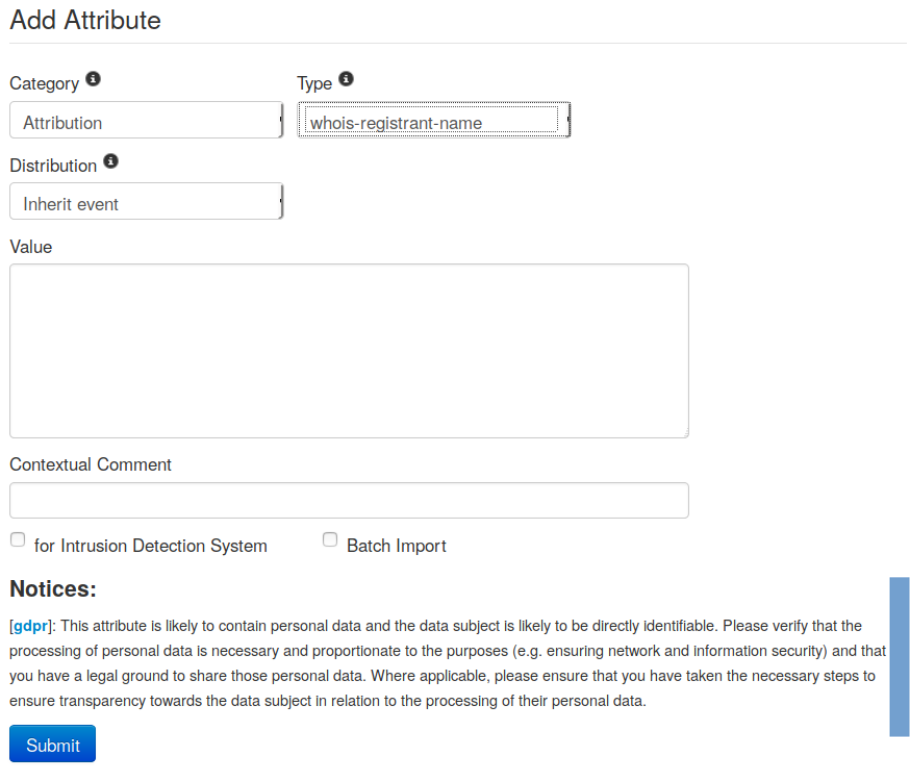 Add Attribute
Category
Type
Attribution
whois-registrant-name
Distribution
Inherit event
Value
Contextual Comment
for Intrusion Detection System
Batch Import
Notices:
[gdpr]: This attribute is likely to contain personal data and the data subject is likely to be directly identifiable. Please verify that the
processing of personal data is necessary and proportionate to the purposes (e.g. ensuring network and information security) and that
you have a legal ground to share those personal data. Where applicable, please ensure that you have taken the necessary steps to
ensure transparency towards the data subject in relation to the processing of their personal data.
Submit